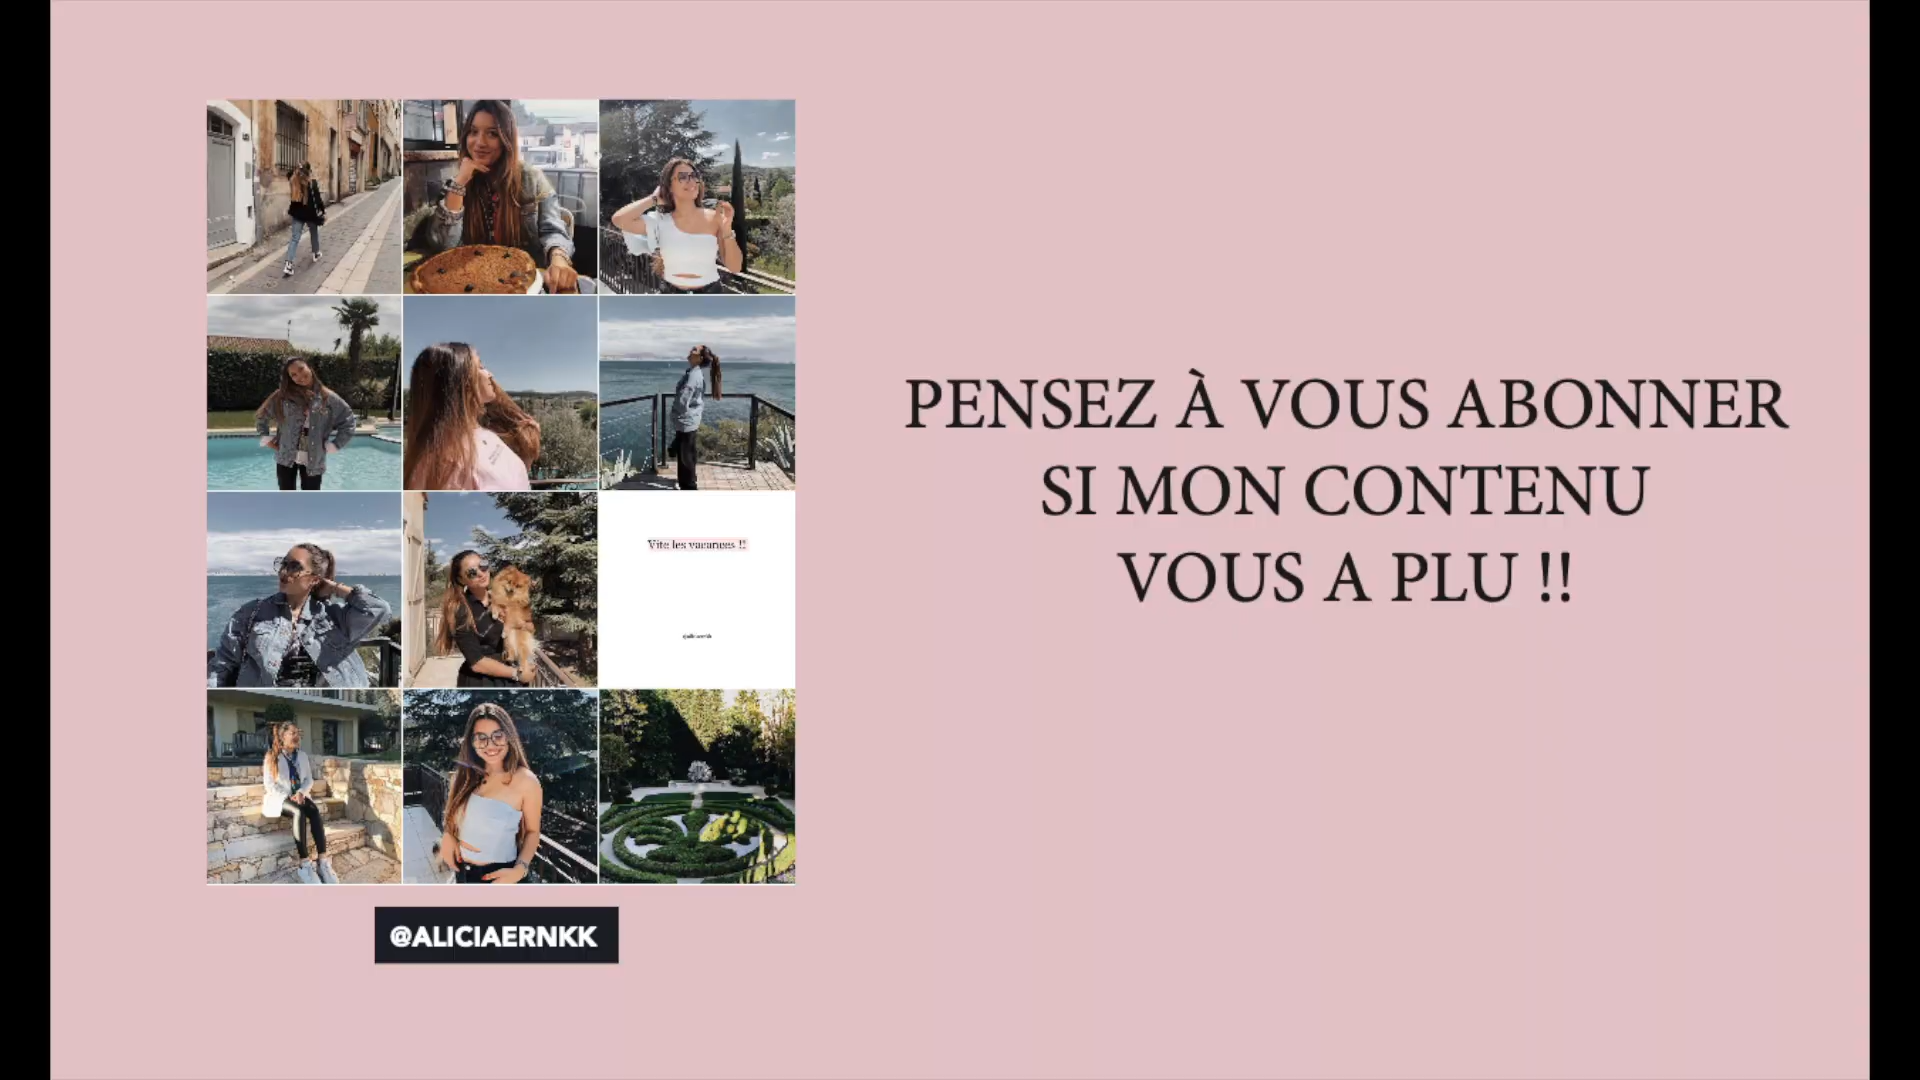 Vite les vacances !!
PENSEZ À VOUS ABONNER
SI MON CONTENU
VOUS A PLU !!
@ALICIAERNKK